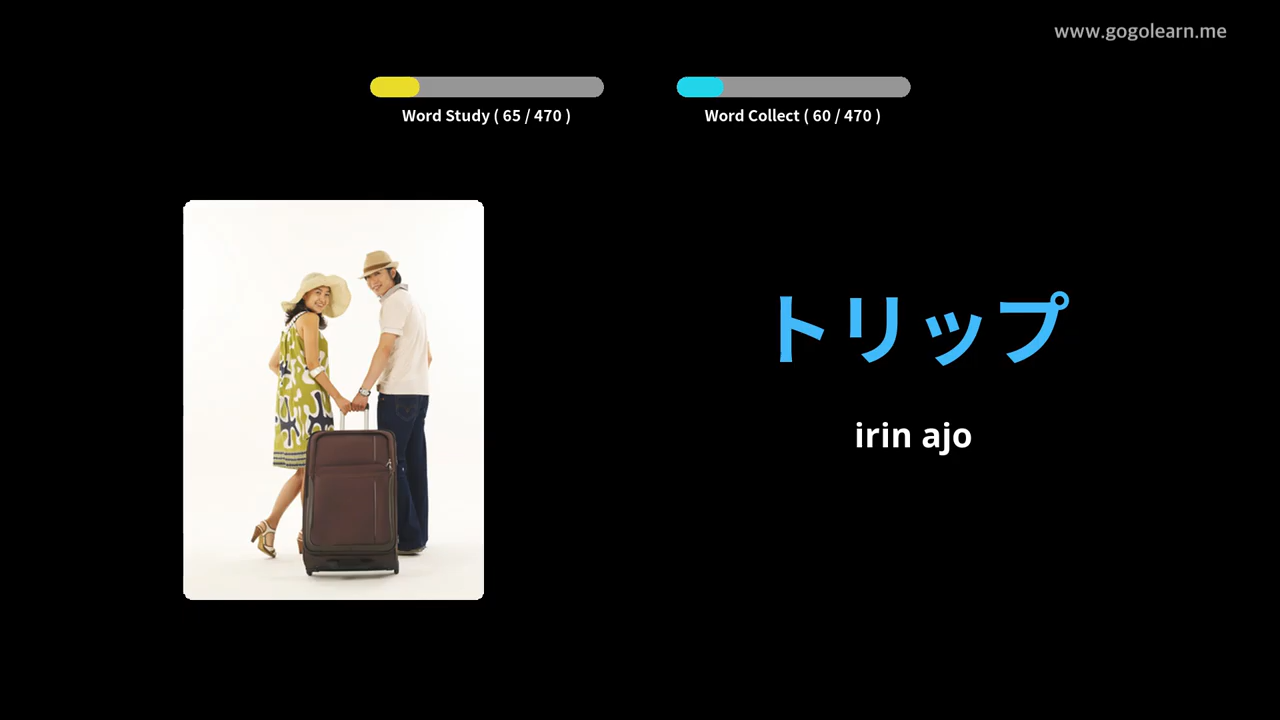 www.gogolearn.me
Word Study ( 65 / 470 )
Word Collect ( 60 / 470 )
トリップ
irin ajo